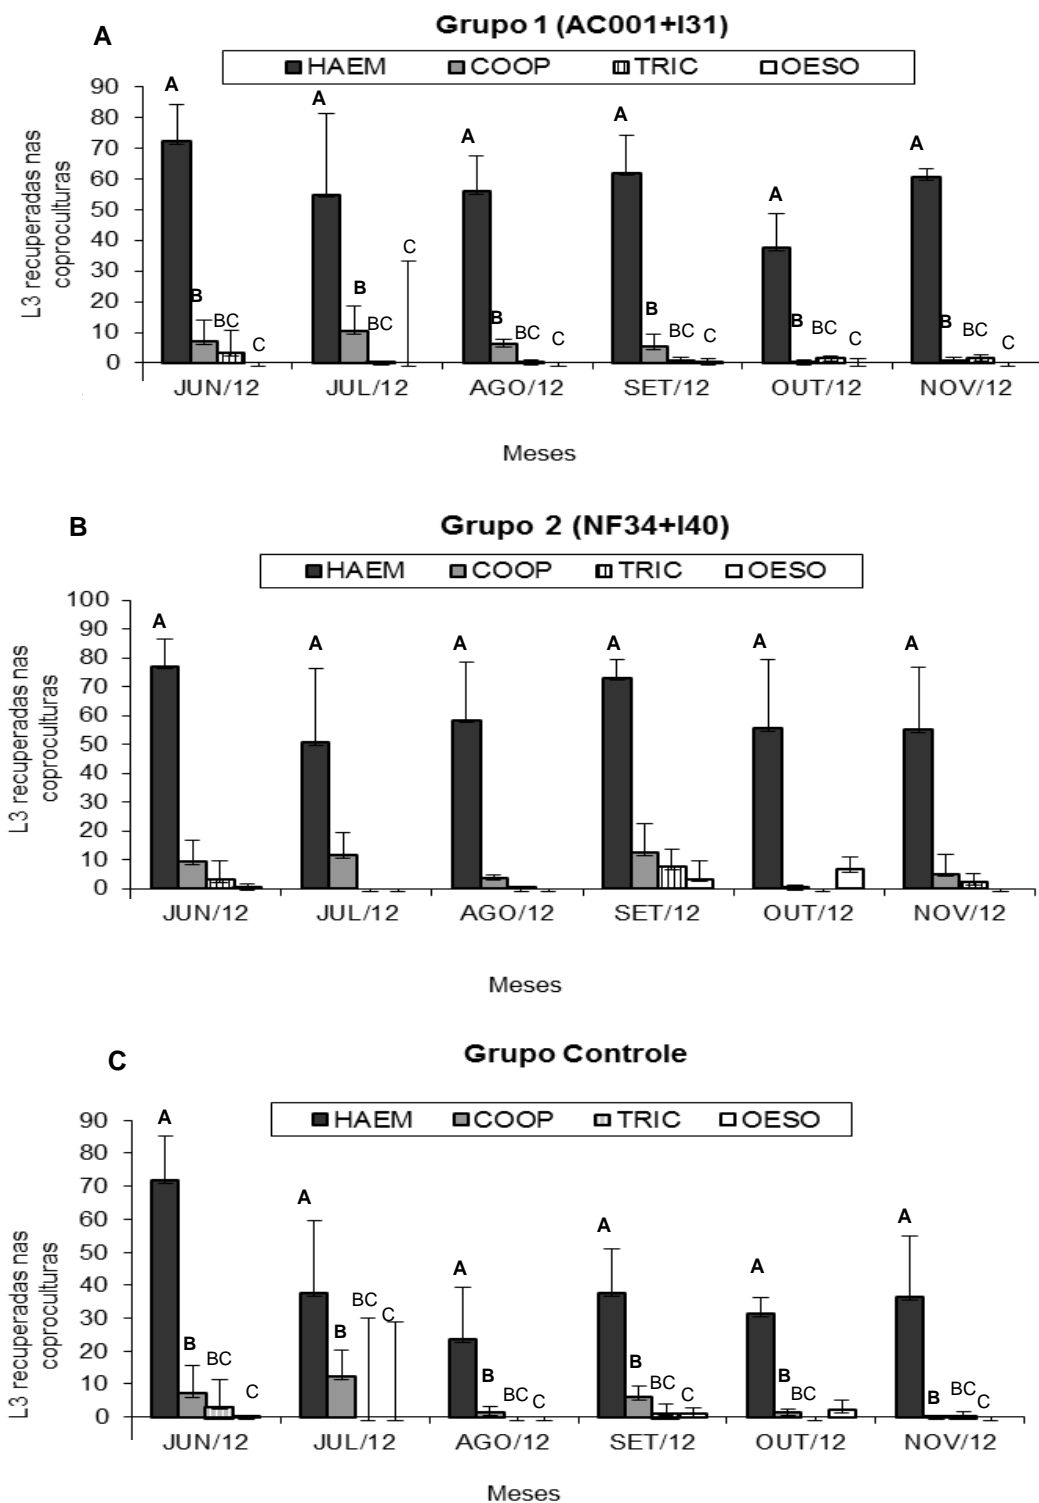 A
Grupo 1 (AC001+I31)
HAEM COOP TRIC OESO
L3 recuperadas nas
coproculturas
90
80
70
60
50
40
30
20
10
0
A B BC C
A B BC C
A B BC C
A B BC C
A B BC C
A B BC C
JUN/12 JUL/12 AGO/12 SET/12 OUT/12 NOV/12
Meses
B
Grupo 2 (NF34+I40)
HAEM COOP TRIC OESO
L3 recuperadas nas
coproculturas
100
90
80
70
60
50
40
30
20
10
0
A A A A A A
JUN/12 JUL/12 AGO/12 SET/12 OUT/12 NOV/12
Meses
C
Grupo Controle
HAEM COOP TRIC OESO
L3 recuperadas nas
coproculturas
90
80
70
60
50
40
30
20
10
0
A B BC C
A B BC C
A B BC C
A B BC C
A B BC
A B BC C
JUN/12 JUL/12 AGO/12 SET/12 OUT/12 NOV/12
Meses